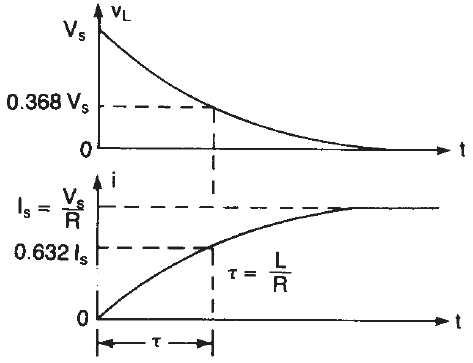 v_L
V_s
0.368 V_s
0
t
i
I_s = V_s/R
0.632 I_s
τ = L/R
0
t
τ